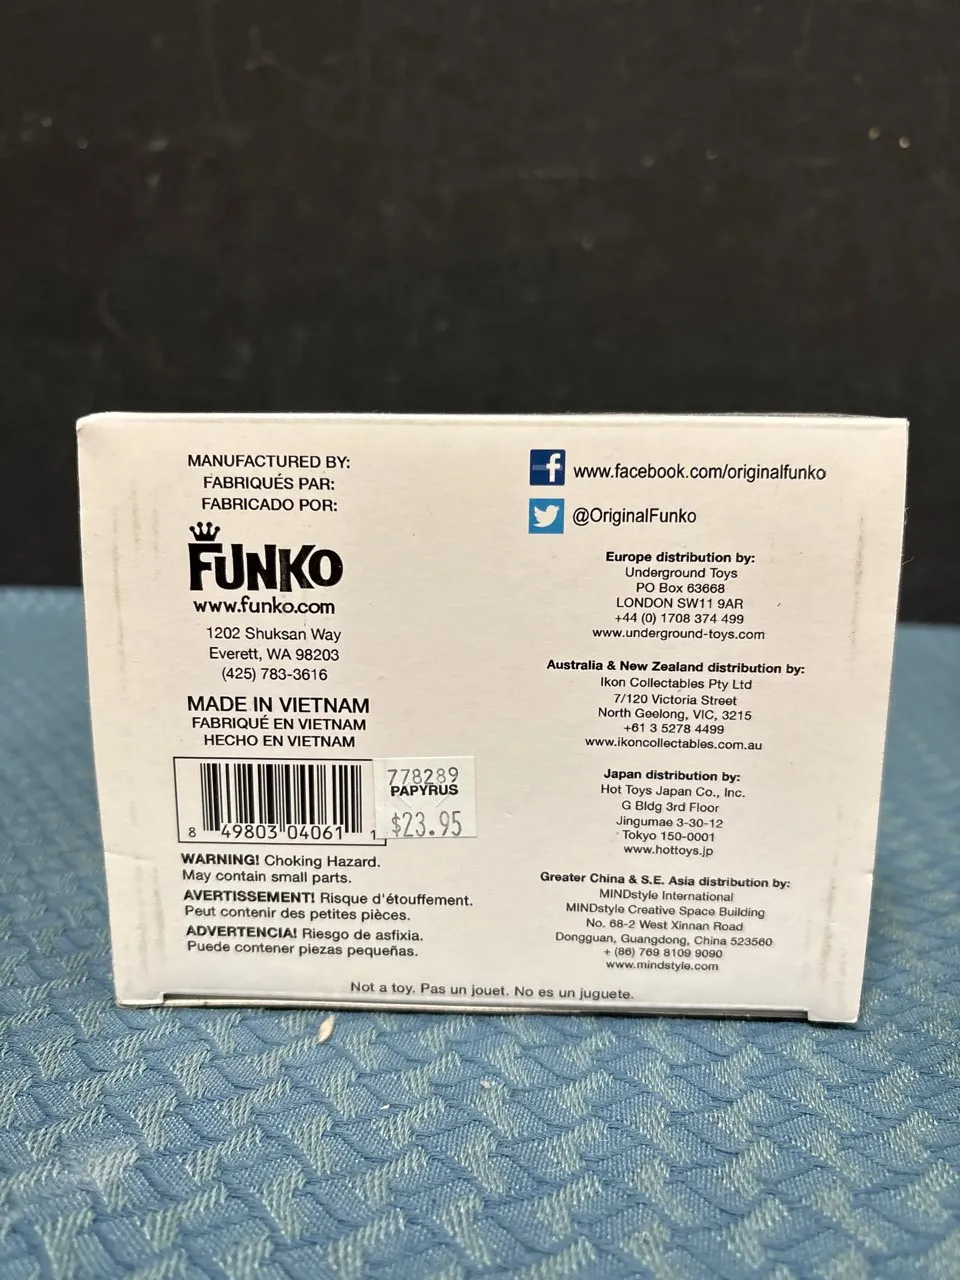 MANUFACTURED BY:
FABRIQUÉS PAR:
FABRICADO POR:
FUNKO
www.funko.com
1202 Shuksan Way
Everett, WA 98203
(425) 783-3616
MADE IN VIETNAM
FABRIQUÉ EN VIETNAM
HECHO EN VIETNAM
8 49803 04061 1
778289
PAPYRUS
$23.95
WARNING! Choking Hazard.
May contain small parts.
AVERTISSEMENT! Risque d'étouffement.
Peut contenir des petites pièces.
ADVERTENCIA! Riesgo de asfixia.
Puede contener piezas pequeñas.
f www.facebook.com/originalfunko
@OriginalFunko
Europe distribution by:
Underground Toys
PO Box 63668
LONDON SW11 9AR
+44 (0) 1708 374 499
www.underground-toys.com
Australia & New Zealand distribution by:
Ikon Collectables Pty Ltd
7/120 Victoria Street
North Geelong, VIC, 3215
+61 3 5278 4499
www.ikoncollectables.com.au
Japan distribution by:
Hot Toys Japan Co., Inc.
G Bldg 3rd Floor
Jingumae 3-30-12
Tokyo 150-0001
www.hottoys.jp
Greater China & S.E. Asia distribution by:
MINDstyle International
MINDstyle Creative Space Building
No. 68-2 West Xinnan Road
Dongguan, Guangdong, China 523560
+ (86) 769 8109 9090
www.mindstyle.com
Not a toy. Pas un jouet. No es un juguete.